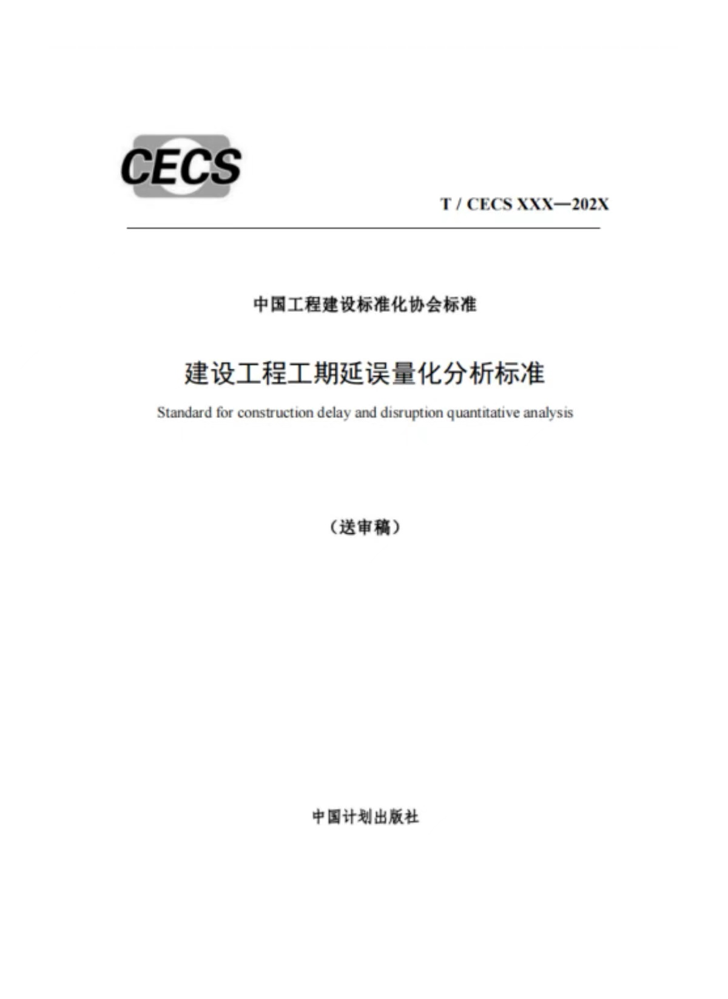 CECS
T / CECS XXX—202X
中国工程建设标准化协会标准
建设工程工期延误量化分析标准
Standard for construction delay and disruption quantitative analysis
（送审稿）
中国计划出版社